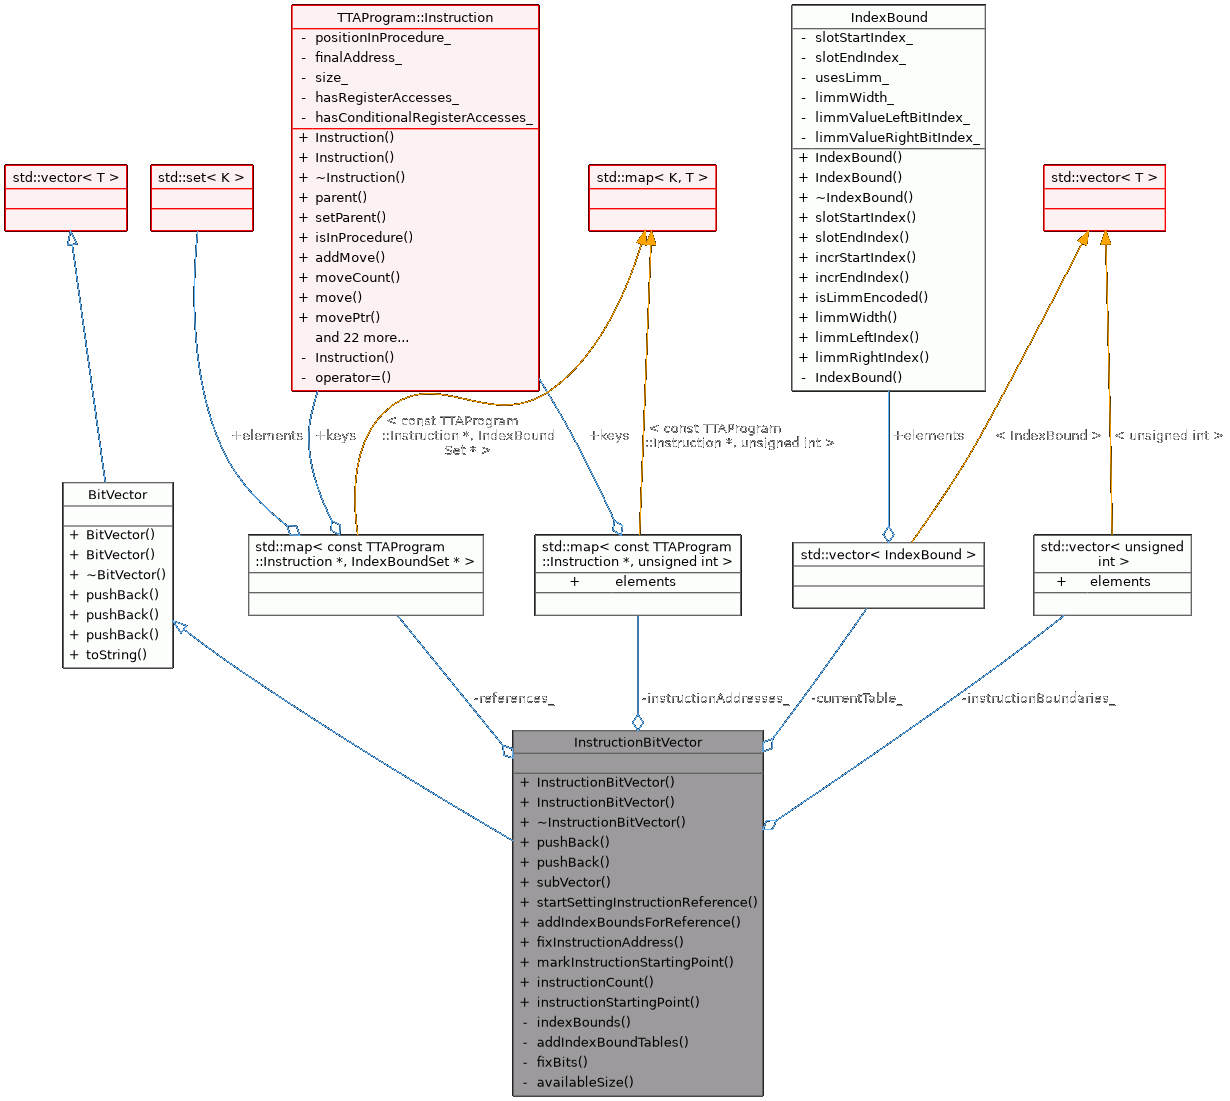 TTAProgram::Instruction
- positionInProcedure_
- finalAddress_
- size_
- hasRegisterAccesses_
- hasConditionalRegisterAccesses_
+ Instruction()
+ Instruction()
+ ~Instruction()
+ parent()
+ setParent()
+ isInProcedure()
+ addMove()
+ moveCount()
+ move()
+ movePtr()
and 22 more...
- Instruction()
- operator=()
IndexBound
- slotStartIndex_
- slotEndIndex_
- usesLimm_
- limmWidth_
- limmValueLeftBitIndex_
- limmValueRightBitIndex_
+ IndexBound()
+ IndexBound()
+ ~IndexBound()
+ slotStartIndex()
+ slotEndIndex()
+ incrStartIndex()
+ incrEndIndex()
+ isLimmEncoded()
+ limmWidth()
+ limmLeftIndex()
+ limmRightIndex()
- IndexBound()
std::vector< T >
std::set< K >
std::map< K, T >
std::vector< T >
+elements
+keys
< const TTAProgram
::Instruction *, IndexBound
Set * >
+keys
< const TTAProgram
::Instruction *, unsigned int >
+elements
< IndexBound >
< unsigned int >
BitVector
+ BitVector()
+ BitVector()
+ ~BitVector()
+ pushBack()
+ pushBack()
+ pushBack()
+ toString()
std::map< const TTAProgram
::Instruction *, IndexBoundSet * >
std::map< const TTAProgram
::Instruction *, unsigned int >
+ elements
std::vector< IndexBound >
std::vector< unsigned
int >
+ elements
-references_
-instructionAddresses_
-currentTable_
-instructionBoundaries_
InstructionBitVector
+ InstructionBitVector()
+ InstructionBitVector()
+ ~InstructionBitVector()
+ pushBack()
+ pushBack()
+ subVector()
+ startSettingInstructionReference()
+ addIndexBoundsForReference()
+ fixInstructionAddress()
+ markInstructionStartingPoint()
+ instructionCount()
+ instructionStartingPoint()
- indexBounds()
- addIndexBoundTables()
- fixBits()
- availableSize()